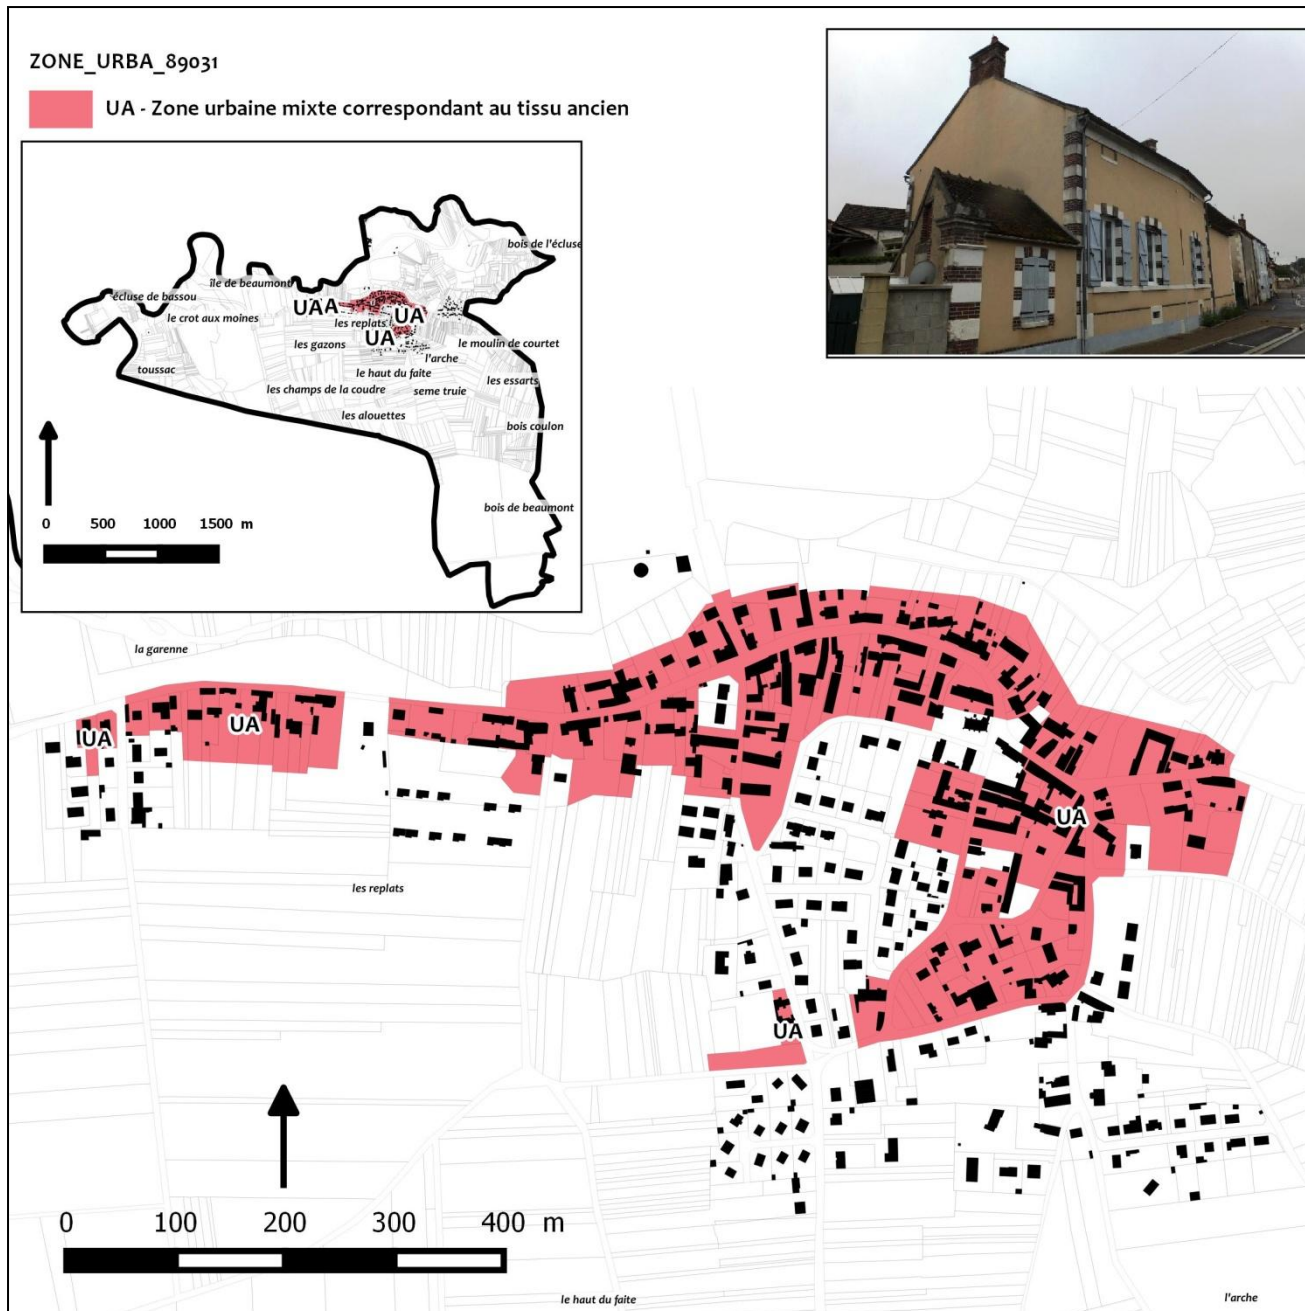 ZONE_URBA_89031
UA - Zone urbaine mixte correspondant au tissu ancien
bois de l'écluse
île de beaumont
écluse de bassou
le crot aux moines
UAA
UA
les replats
UA
les gazons
le moulin de courtet
l'arche
toussac
le haut du faite
les essarts
les champs de la coudre
seme truie
les alouettes
bois coulon
bois de beaumont
0 500 1000 1500 m
la garenne
UA
UA
UA
les replats
UA
0 100 200 300 400 m
le haut du faite
l'arche